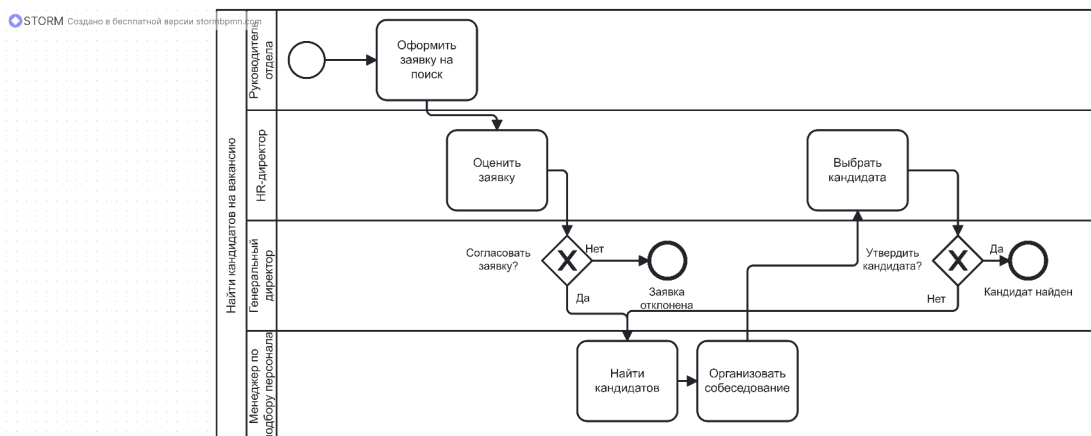 STORM Создано в бесплатной версии stormbpmn.com
Найти кандидатов на вакансию
Руководитель
отдела
Оформить
заявку на
поиск
HR-директор
Оценить
заявку
Выбрать
кандидата
Генеральный
директор
Согласовать
заявку?
Нет
Да
Заявка
отклонена
Утвердить
кандидата?
Да
Нет
Кандидат найден
Менеджер по
подбору персонала
Найти
кандидатов
Организовать
собеседование